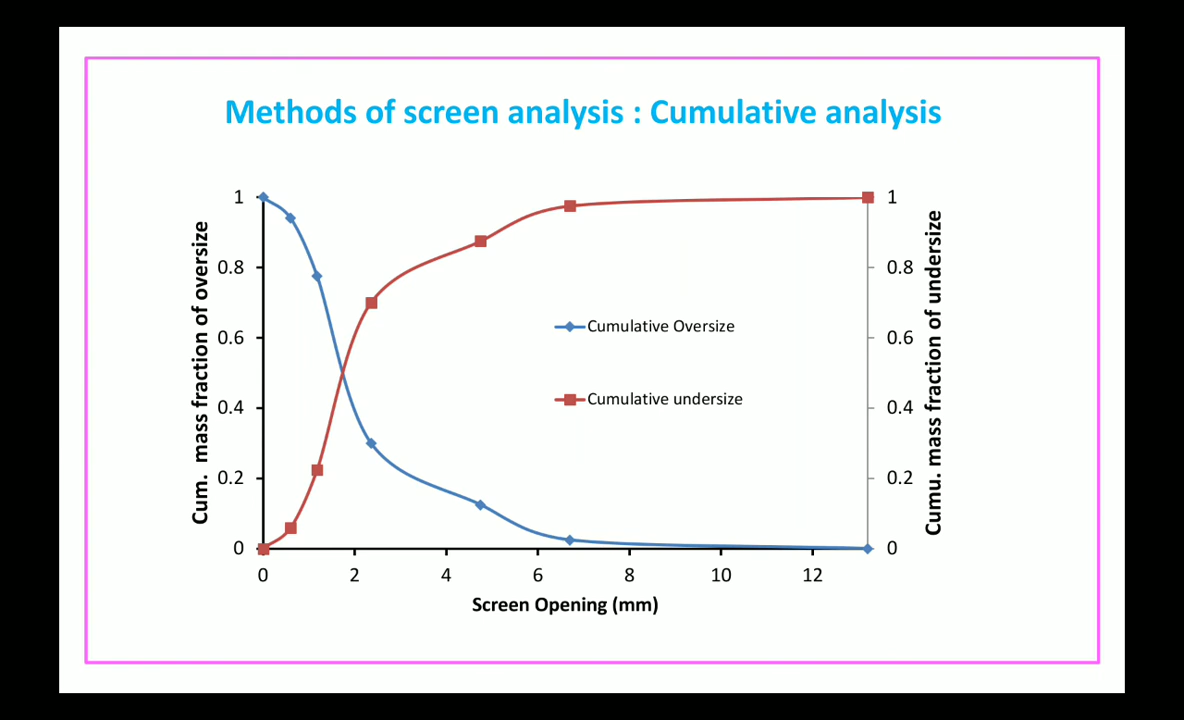 Methods of screen analysis : Cumulative analysis
Cum. mass fraction of oversize
1
0.8
0.6
0.4
0.2
0
Cumulative Oversize
Cumulative undersize
1
0.8
0.6
0.4
0.2
0
Cumu. mass fraction of undersize
0 2 4 6 8 10 12
Screen Opening (mm)